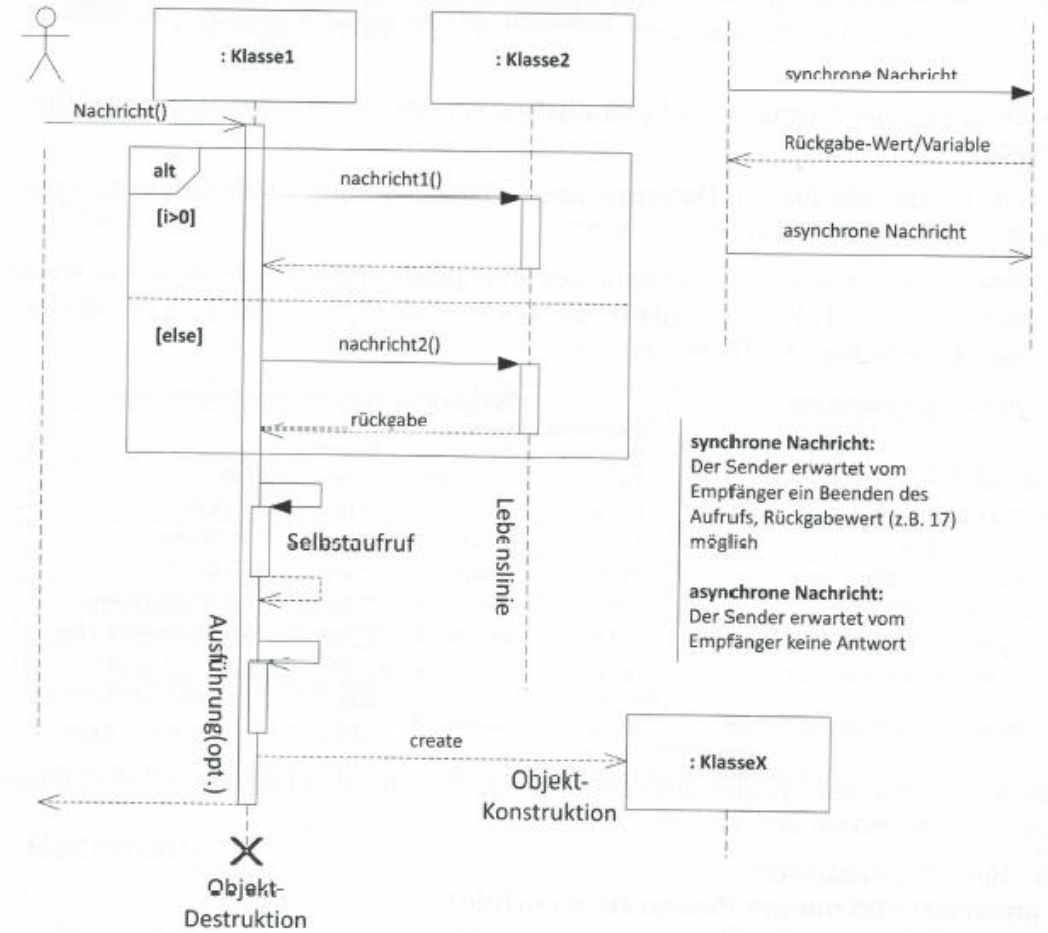 : Klasse1
: Klasse2
Nachricht()
alt
[i>0]
nachricht1()
[else]
nachricht2()
rückgabe
Selbstaufruf
Lebenslinie
Ausführung(opt.,)
create
Objekt-
Konstruktion
: KlasseX
Objekt-
Destruktion
synchrone Nachricht
Rückgabe-Wert/Variable
asynchrone Nachricht
synchrone Nachricht:
Der Sender erwartet vom
Empfänger ein Beenden des
Aufrufs, Rückgabewert (z.B. 17)
möglich
asynchrone Nachricht:
Der Sender erwartet vom
Empfänger keine Antwort